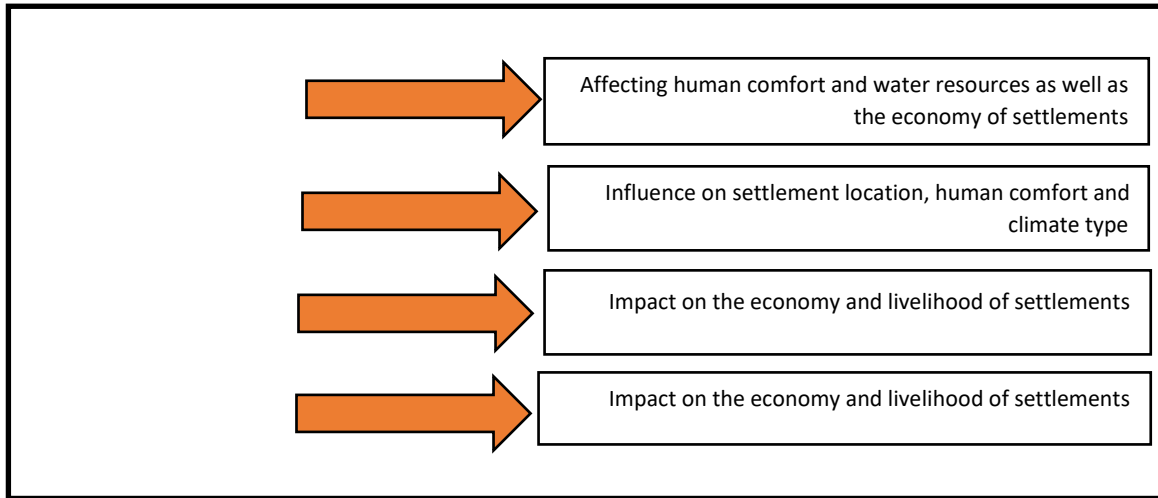 Affecting human comfort and water resources as well as
the economy of settlements
Influence on settlement location, human comfort and
climate type
Impact on the economy and livelihood of settlements
Impact on the economy and livelihood of settlements